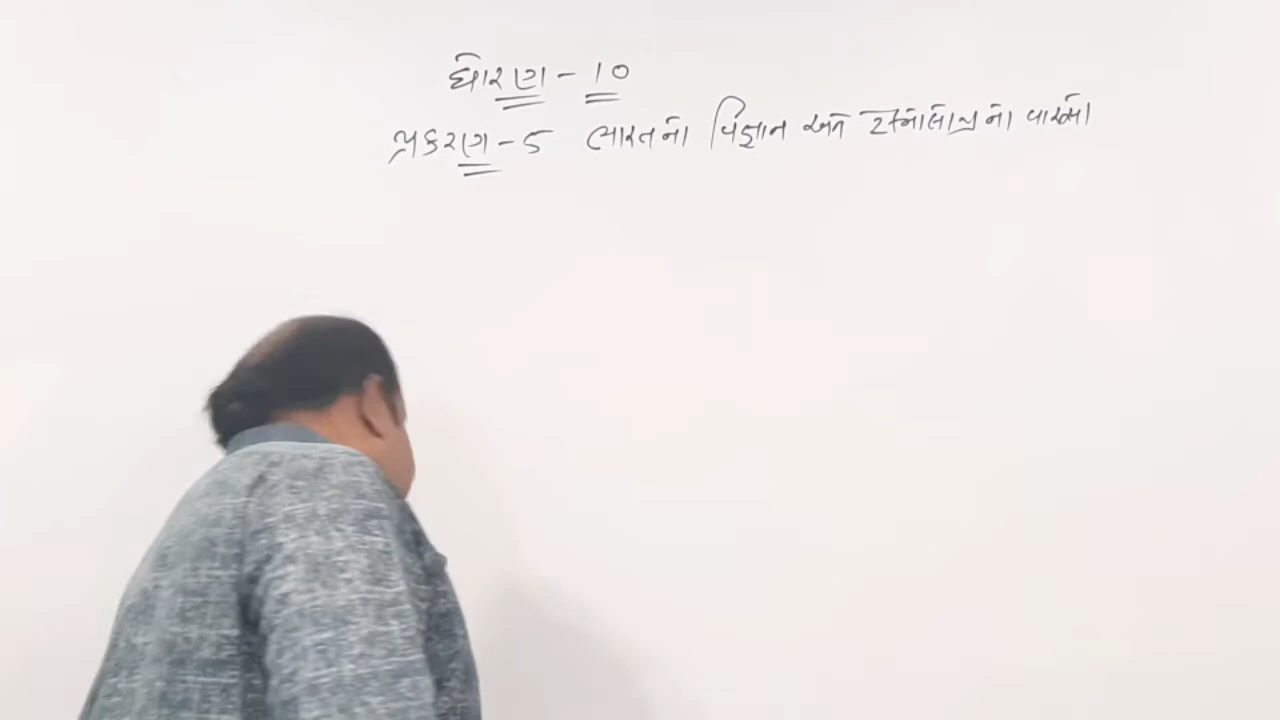 ધોરણ - 10
પ્રકરણ - 5 ભારતનો વિજ્ઞાન અને ટેકનોલોજીનો વારસો